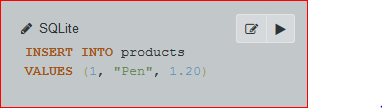 SQLite
INSERT INTO products
VALUES (1, "Pen", 1.20)
.